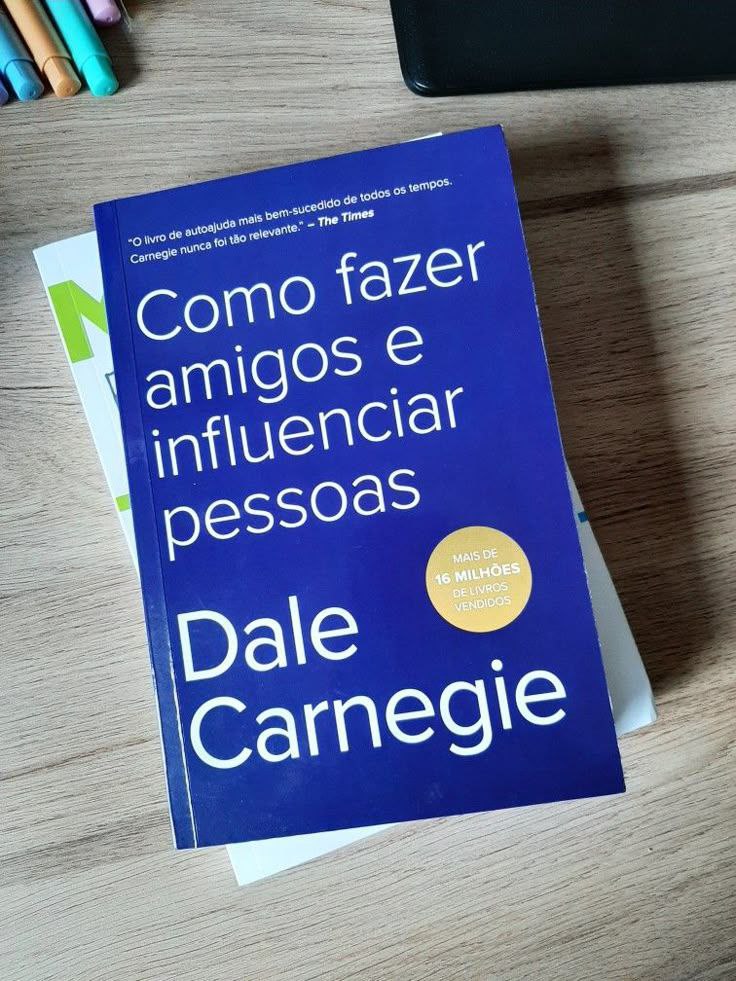 "O livro de autoajuda mais bem-sucedido de todos os tempos.
Carnegie nunca foi tão relevante." – The Times
Como fazer
amigos e
influenciar
pessoas
MAIS DE
16 MILHÕES
DE LIVROS
VENDIDOS
Dale
Carnegie